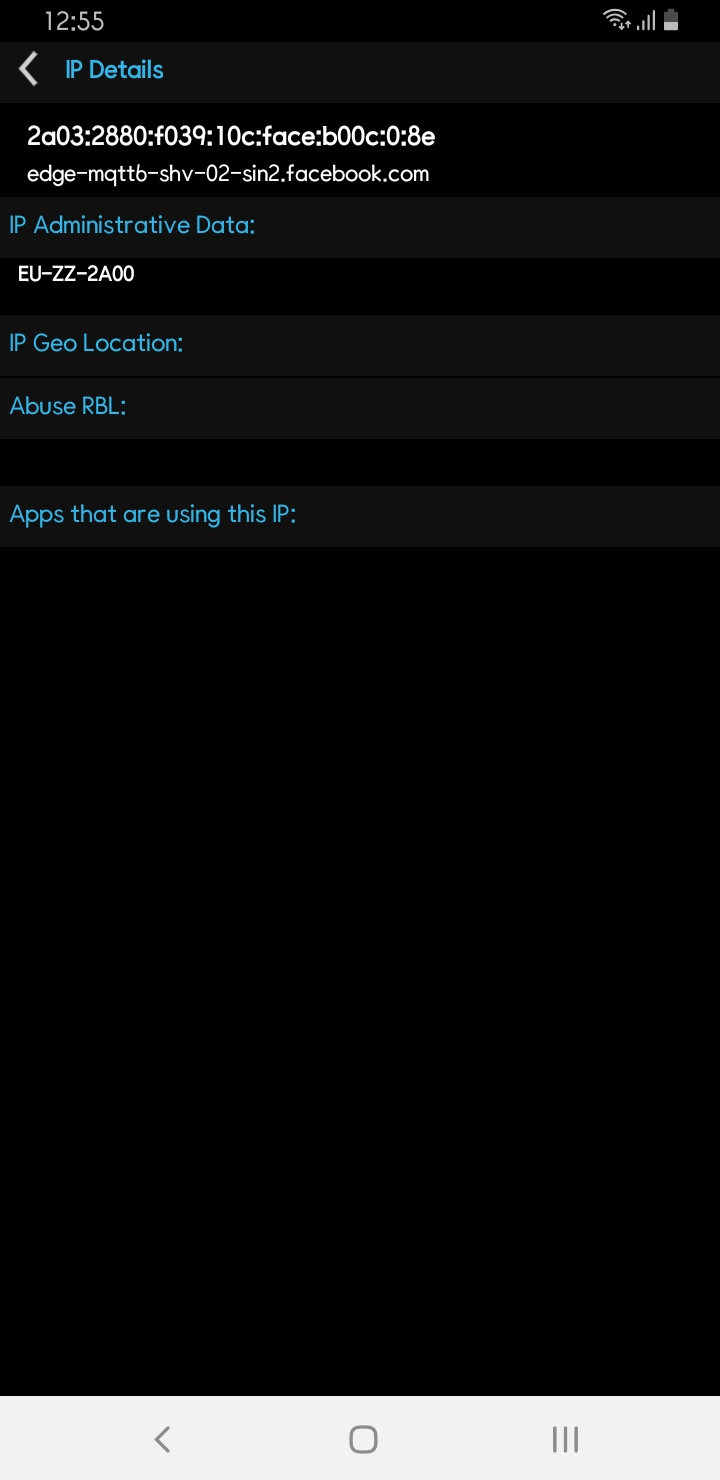 12:55
IP Details
2a03:2880:f039:10c:face:b00c:0:8e
edge-mqtt6-shv-02-sin2.facebook.com
IP Administrative Data:
EU-ZZ-2A00
IP Geo Location:
Abuse RBL:
Apps that are using this IP: